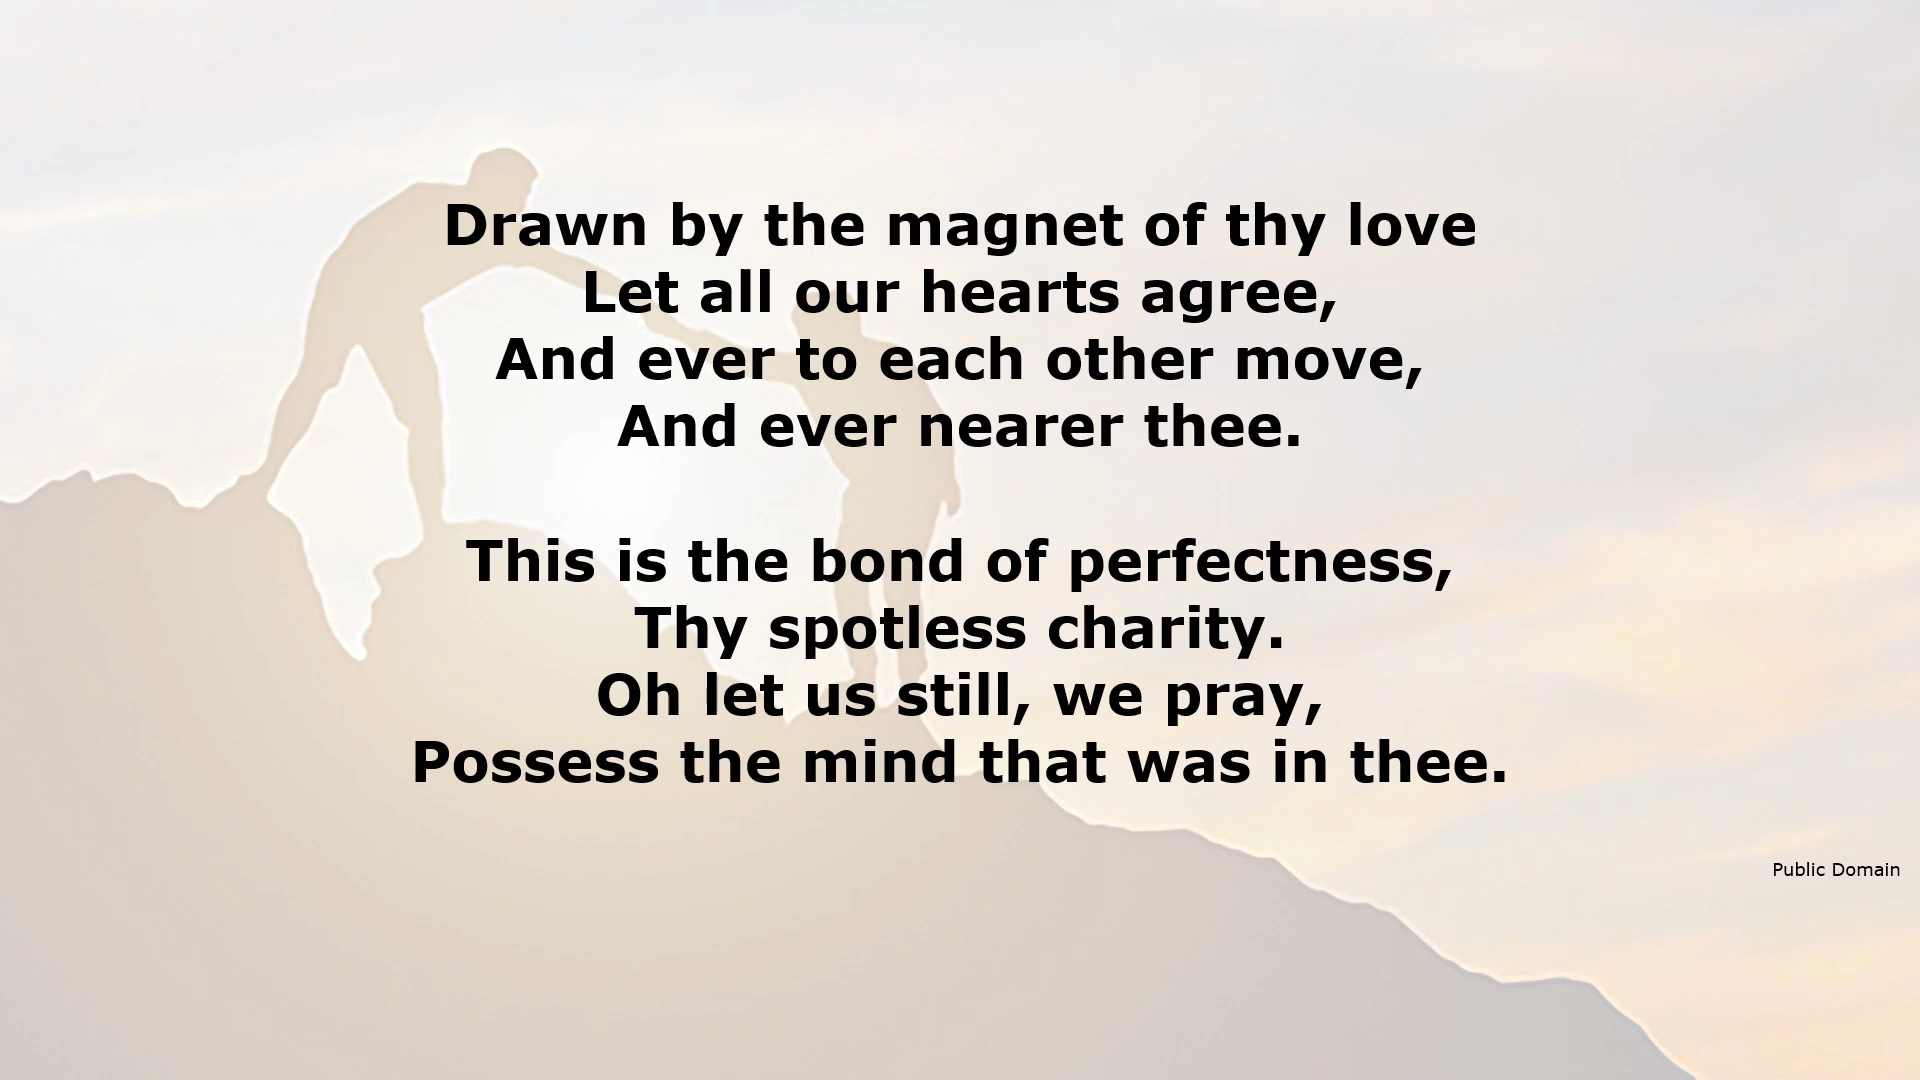 Drawn by the magnet of thy love
Let all our hearts agree,
And ever to each other move,
And ever nearer thee.
This is the bond of perfectness,
Thy spotless charity.
Oh let us still, we pray,
Possess the mind that was in thee.
Public Domain